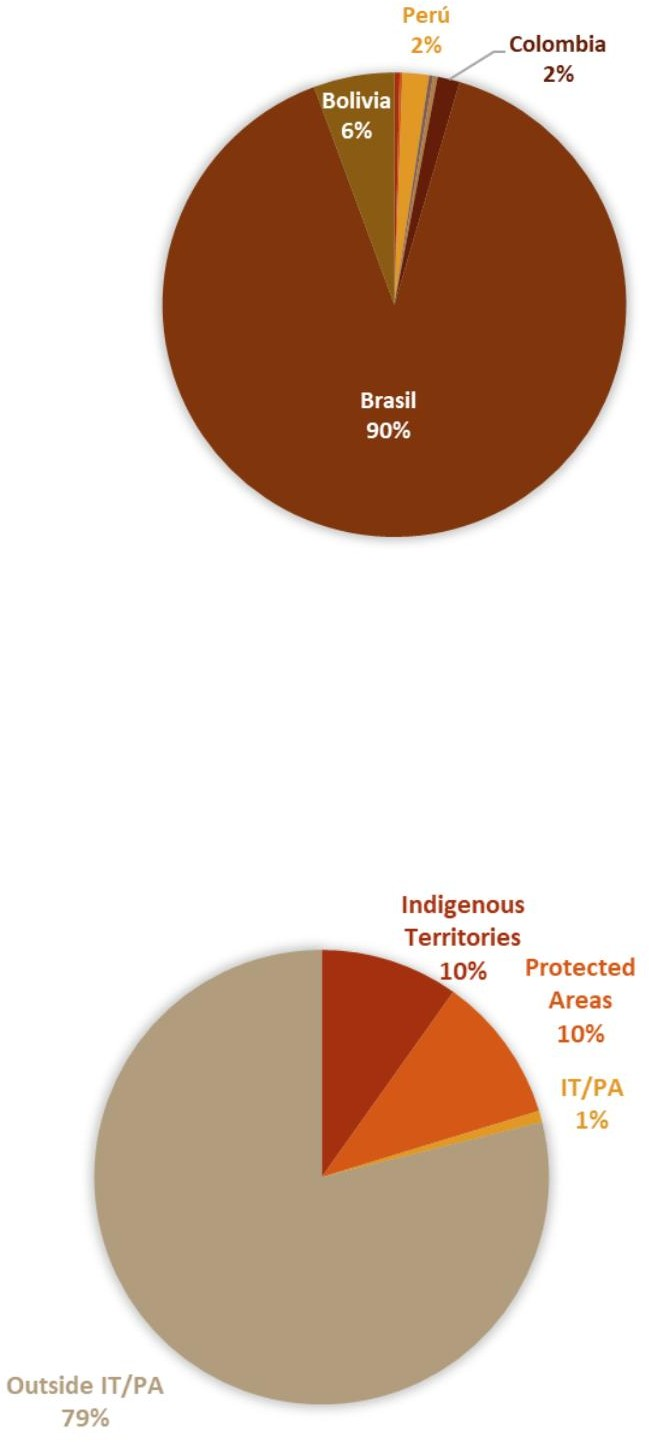 Perú
2%
Colombia
2%
Bolivia
6%
Brasil
90%
Indigenous
Territories
10%
Protected
Areas
10%
IT/PA
1%
Outside IT/PA
79%